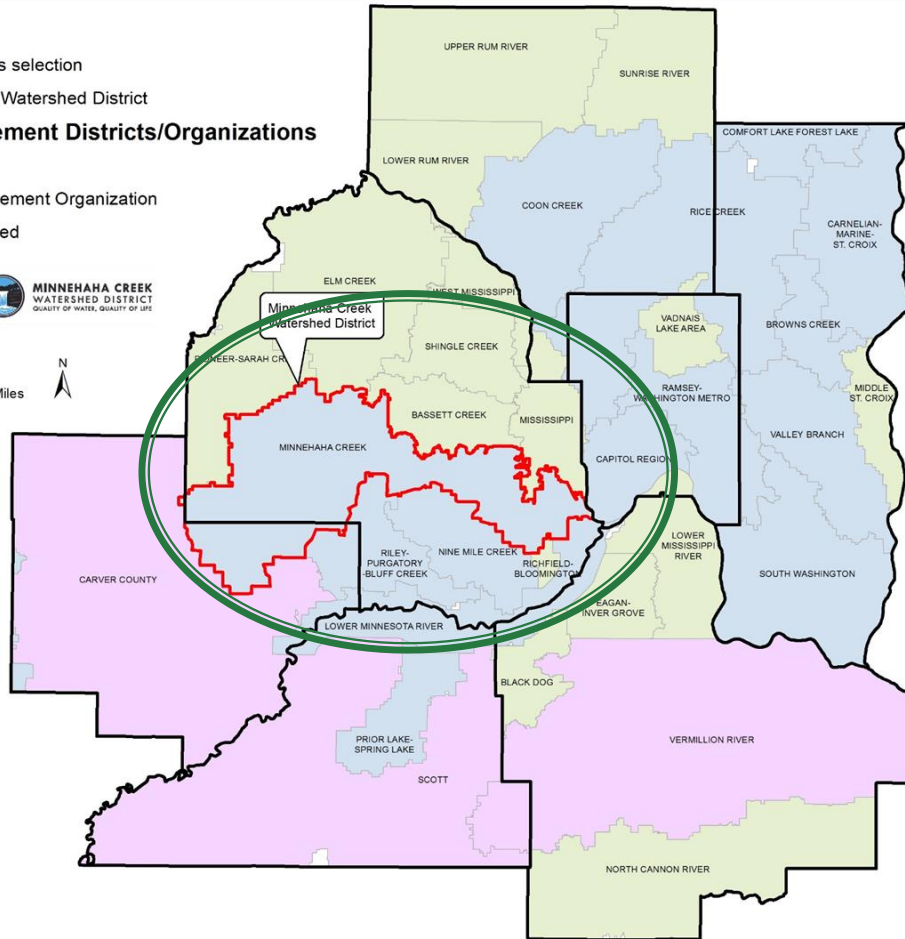 s selection
Watershed District
ement Districts/Organizations
ement Organization
ed
MINNEHAHA CREEK
WATERSHED DISTRICT
QUALITY OF WATER, QUALITY OF LIFE
N
Miles
UPPER RUM RIVER
SUNRISE RIVER
LOWER RUM RIVER
COMFORT LAKE FOREST LAKE
COON CREEK
RICE CREEK
CARNELIAN-
MARINE-
ST. CROIX
ELM CREEK
WEST MISSISSIPPI
Minnehaha Creek
Watershed District
VADNAIS
LAKE AREA
BROWNS CREEK
SHINGLE CREEK
PIONEER-SARAH CR
RAMSEY-
WASHINGTON METRO
MIDDLE
ST. CROIX
BASSETT CREEK
MISSISSIPPI
VALLEY BRANCH
MINNEHAHA CREEK
CAPITOL REGION
LOWER
MISSISSIPPI
RIVER
NINE MILE CREEK
RILEY-
PURGATORY
-BLUFF CREEK
RICHFIELD-
BLOOMINGTON
SOUTH WASHINGTON
CARVER COUNTY
EAGAN-
INVER GROVE
LOWER MINNESOTA RIVER
BLACK DOG
PRIOR LAKE-
SPRING LAKE
VERMILLION RIVER
SCOTT
NORTH CANNON RIVER